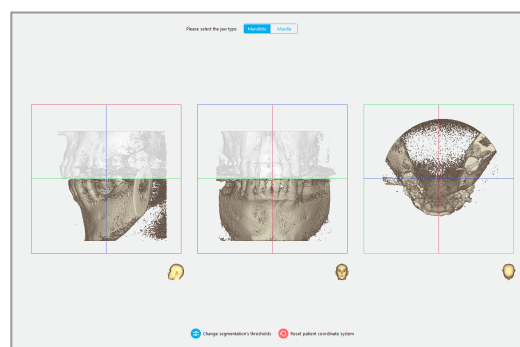 Please select the jaw type Mandible Maxilla
Change segmentation's thresholds Reset patient coordinate system